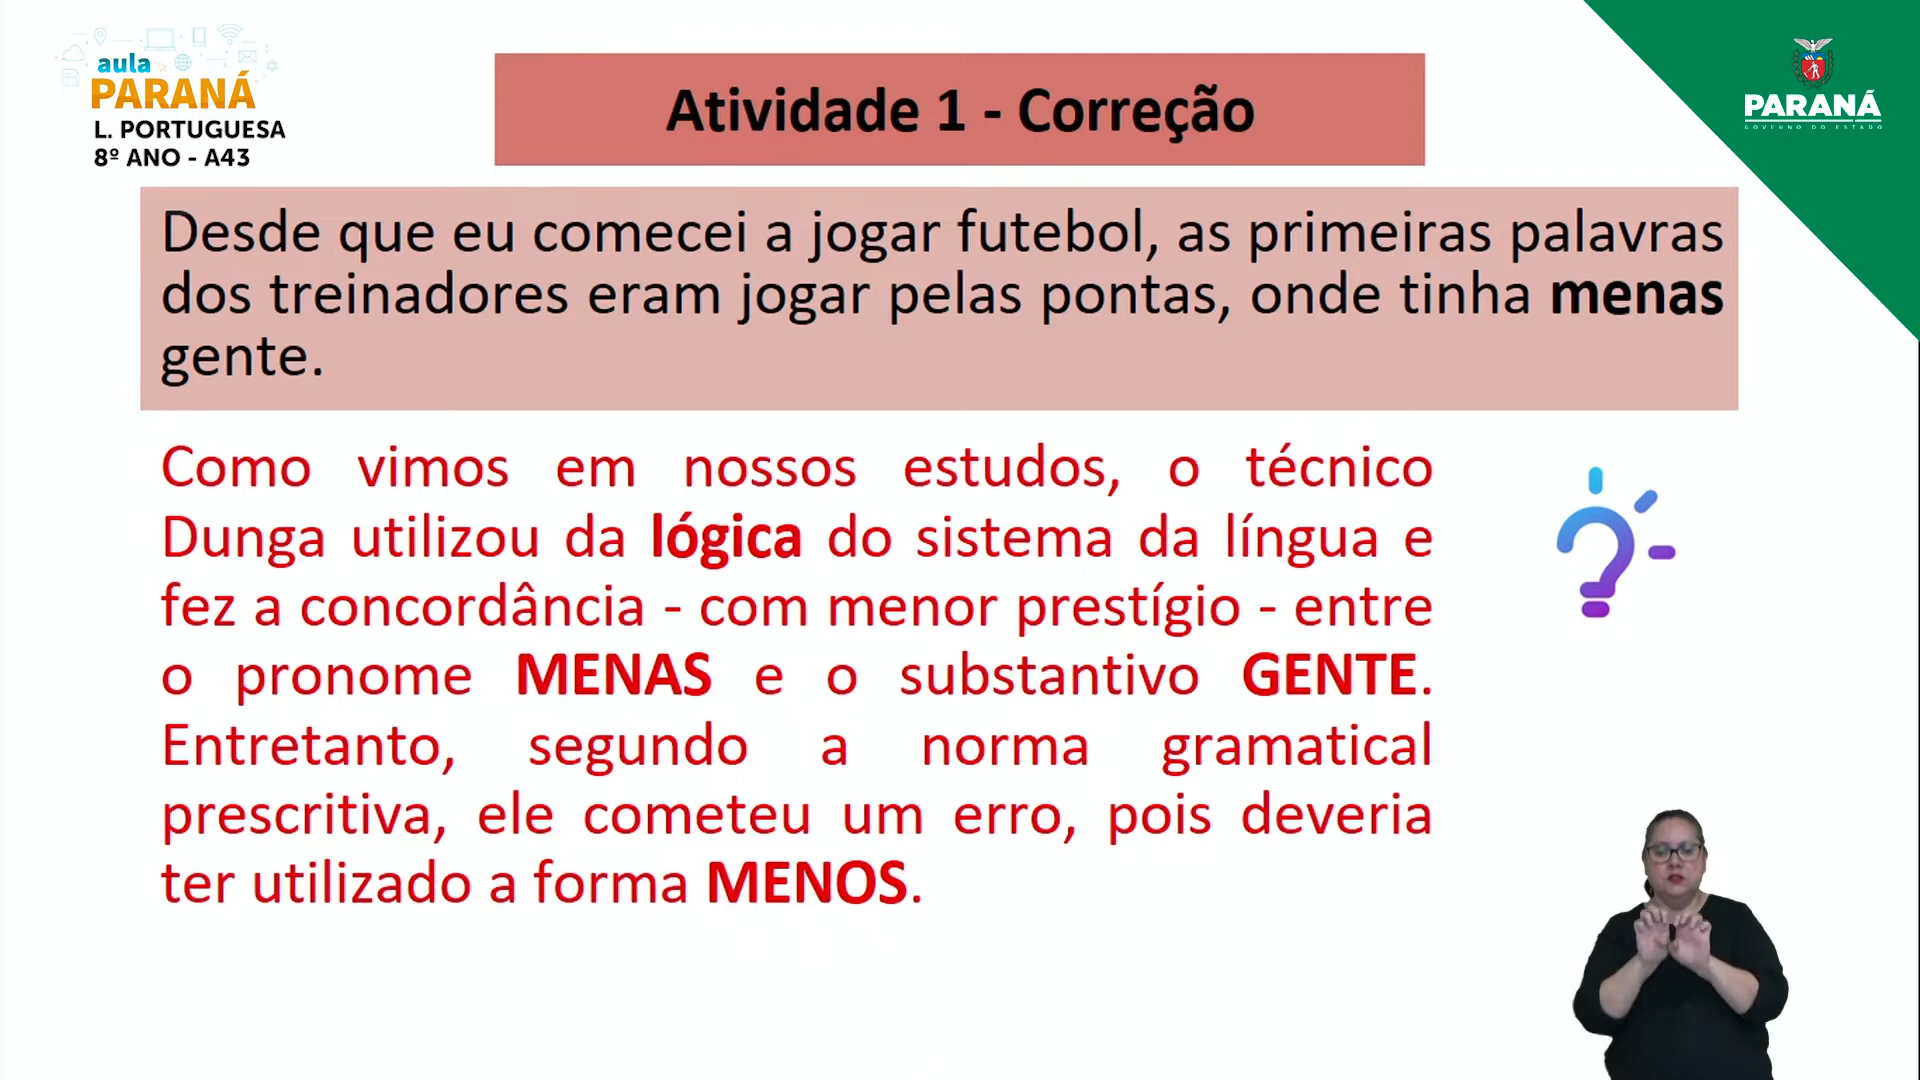 aula
PARANÁ
L. PORTUGUESA
8º ANO - A43
Atividade 1 - Correção
PARANÁ
GOVERNO DO ESTADO
Desde que eu comecei a jogar futebol, as primeiras palavras
dos treinadores eram jogar pelas pontas, onde tinha menas
gente.
Como vimos em nossos estudos, o técnico
Dunga utilizou da lógica do sistema da língua e
fez a concordância - com menor prestígio - entre
o pronome MENAS e o substantivo GENTE.
Entretanto, segundo a norma gramatical
prescritiva, ele cometeu um erro, pois deveria
ter utilizado a forma MENOS.